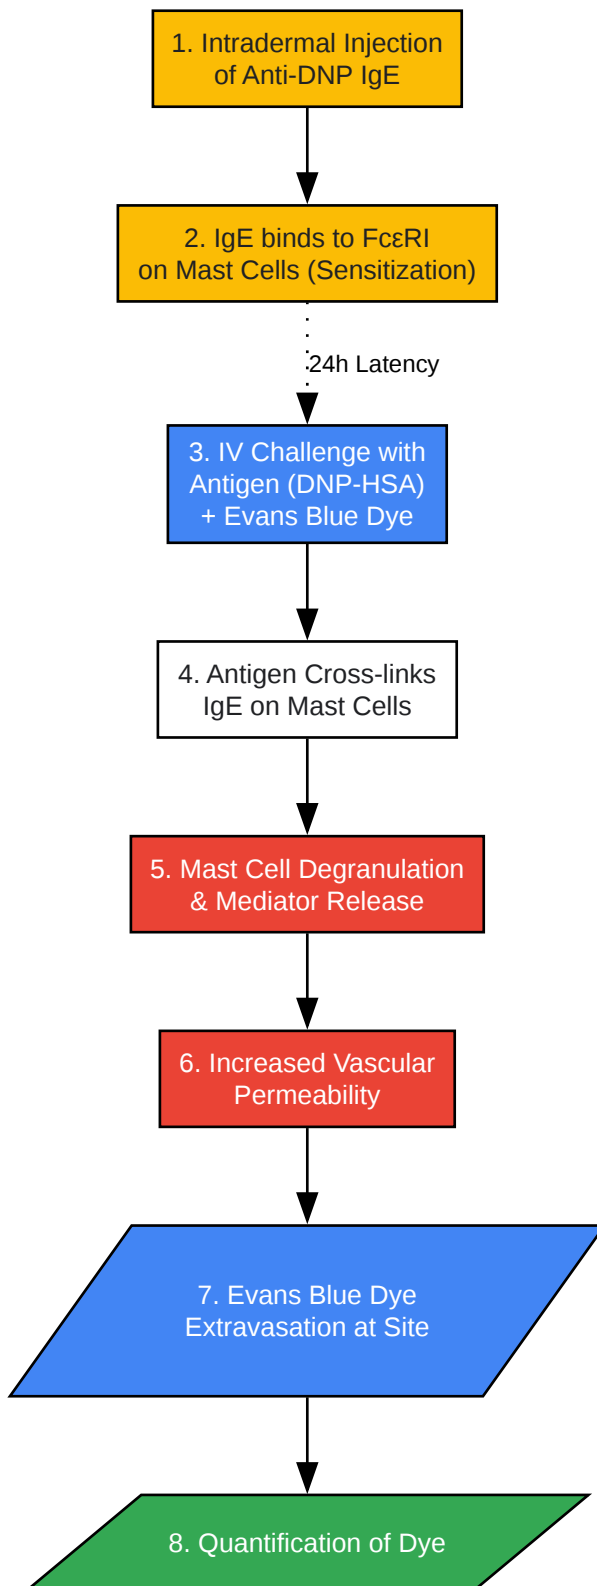 1. Intradermal Injection
of Anti-DNP IgE
2. IgE binds to FcεRI
on Mast Cells (Sensitization)
24h Latency
3. IV Challenge with
Antigen (DNP-HSA)
+ Evans Blue Dye
4. Antigen Cross-links
IgE on Mast Cells
5. Mast Cell Degranulation
& Mediator Release
6. Increased Vascular
Permeability
7. Evans Blue Dye
Extravasation at Site
8. Quantification of Dye